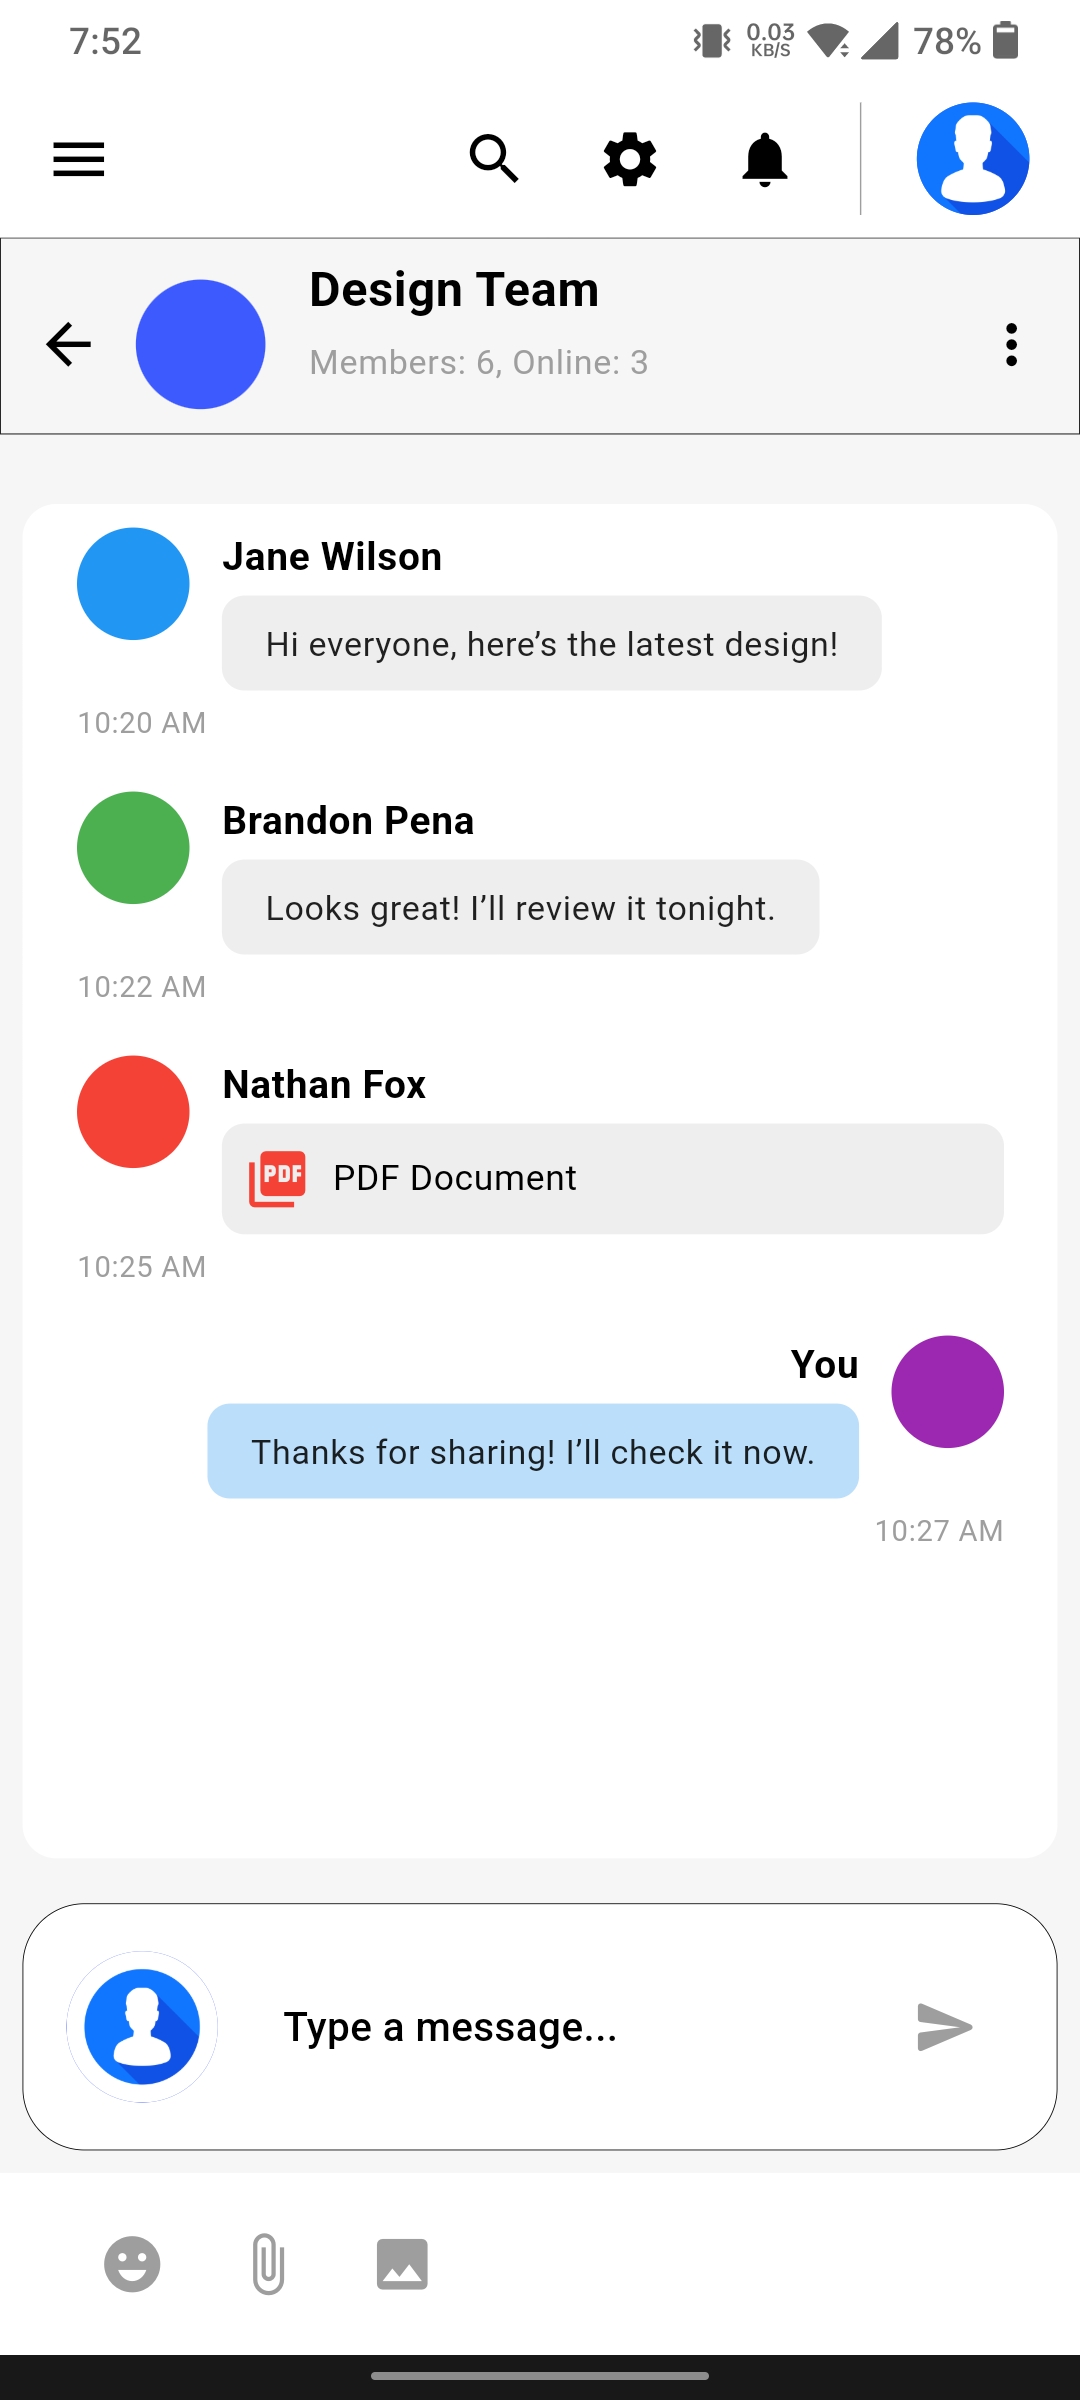 7:52
0.03
KB/S
78%
Design Team
Members: 6, Online: 3
Jane Wilson
Hi everyone, here’s the latest design!
10:20 AM
Brandon Pena
Looks great! I’ll review it tonight.
10:22 AM
Nathan Fox
PDF
PDF Document
10:25 AM
You
Thanks for sharing! I’ll check it now.
10:27 AM
Type a message...